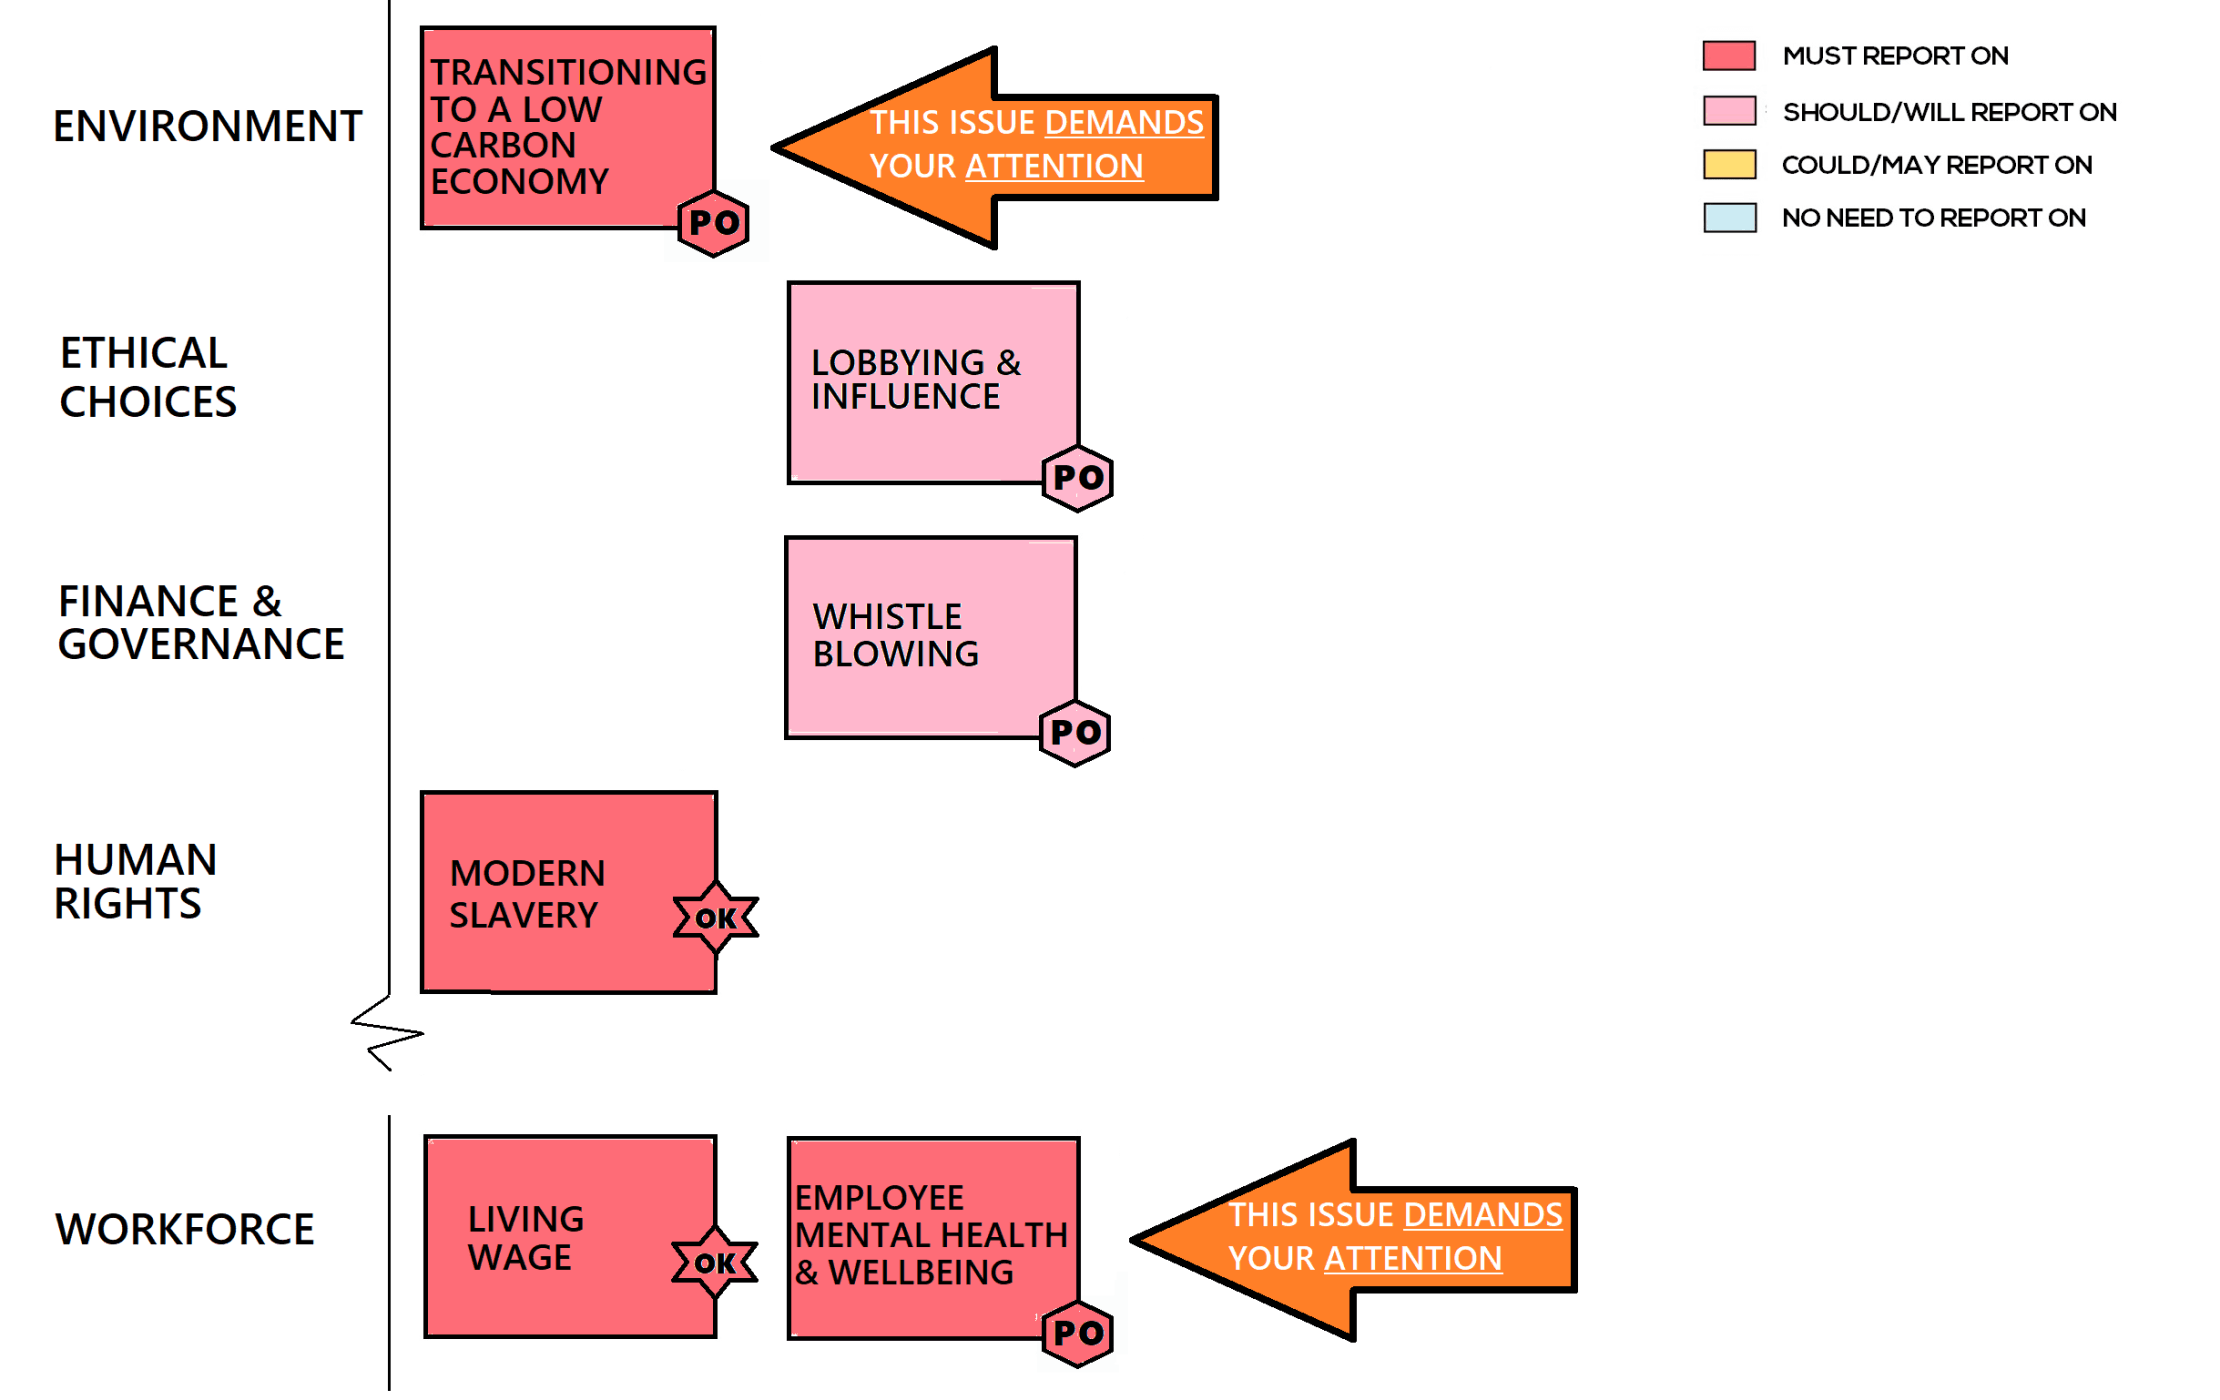 ENVIRONMENT
TRANSITIONING
TO A LOW
CARBON
ECONOMY
PO
THIS ISSUE DEMANDS
YOUR ATTENTION
MUST REPORT ON
SHOULD/WILL REPORT ON
COULD/MAY REPORT ON
NO NEED TO REPORT ON
ETHICAL
CHOICES
LOBBYING &
INFLUENCE
PO
FINANCE &
GOVERNANCE
WHISTLE
BLOWING
PO
HUMAN
RIGHTS
MODERN
SLAVERY
OK
WORKFORCE
LIVING
WAGE
OK
EMPLOYEE
MENTAL HEALTH
& WELLBEING
PO
THIS ISSUE DEMANDS
YOUR ATTENTION